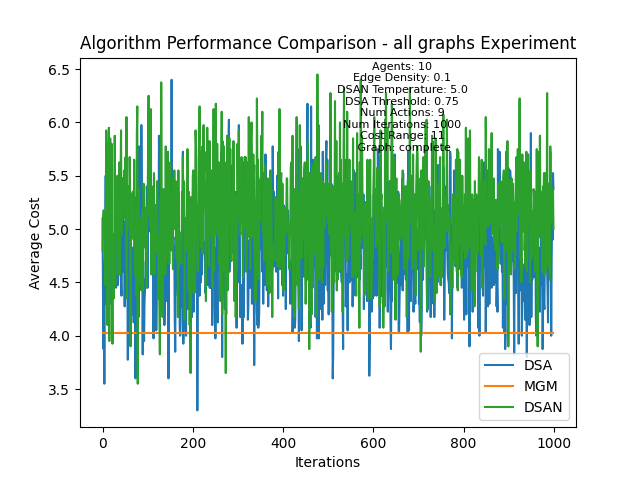 Algorithm Performance Comparison - all graphs Experiment
Agents: 10
Edge Density: 0.1
DSAN Temperature: 5.0
DSA Threshold: 0.75
Num Actions: 9
Num Iterations: 1000
Cost Range: 11
Graph: complete
6.5
6.0
5.5
5.0
4.5
4.0
3.5
Average Cost
0
200
400
600
800
1000
Iterations
DSA
MGM
DSAN